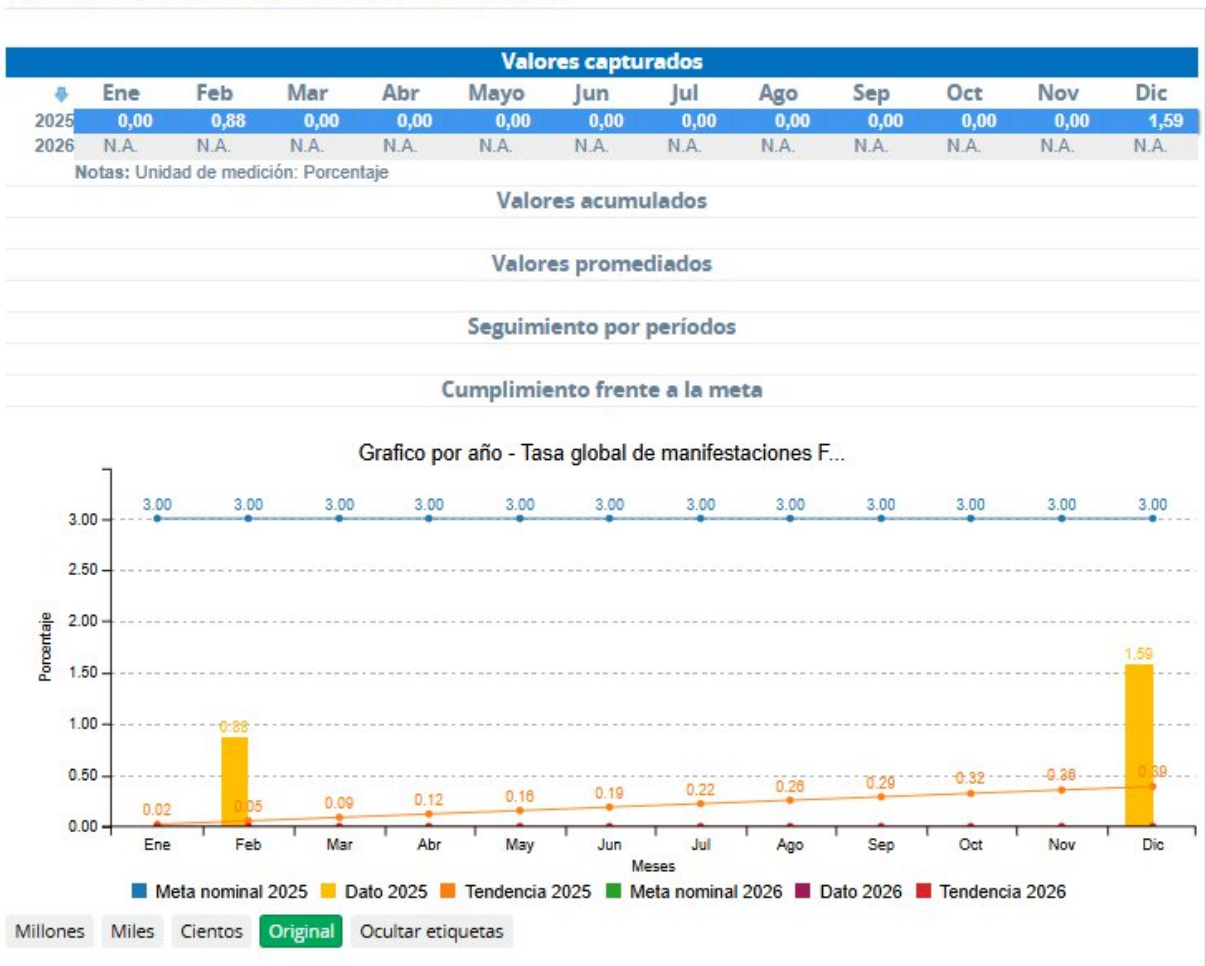 Valores capturados
Ene Feb Mar Abr Mayo Jun Jul Ago Sep Oct Nov Dic
2025 0,00 0,88 0,00 0,00 0,00 0,00 0,00 0,00 0,00 0,00 0,00 1,59
2026 N.A. N.A. N.A. N.A. N.A. N.A. N.A. N.A. N.A. N.A. N.A. N.A.
Notas: Unidad de medición: Porcentaje
Valores acumulados
Valores promediados
Seguimiento por períodos
Cumplimiento frente a la meta
Grafico por año - Tasa global de manifestaciones F...
3.00 3.00 3.00 3.00 3.00 3.00 3.00 3.00 3.00 3.00 3.00 3.00
3.00
2.50
2.00
1.59
1.50
1.00
0.88
0.50
0.02 0.05 0.09 0.12 0.16 0.19 0.22 0.26 0.29 0.32 0.36 0.39
0.00
Porcentaje
Ene Feb Mar Abr May Jun Jul Ago Sep Oct Nov Dic
Meses
Meta nominal 2025 Dato 2025 Tendencia 2025 Meta nominal 2026 Dato 2026 Tendencia 2026
Millones Miles Cientos Original Ocultar etiquetas